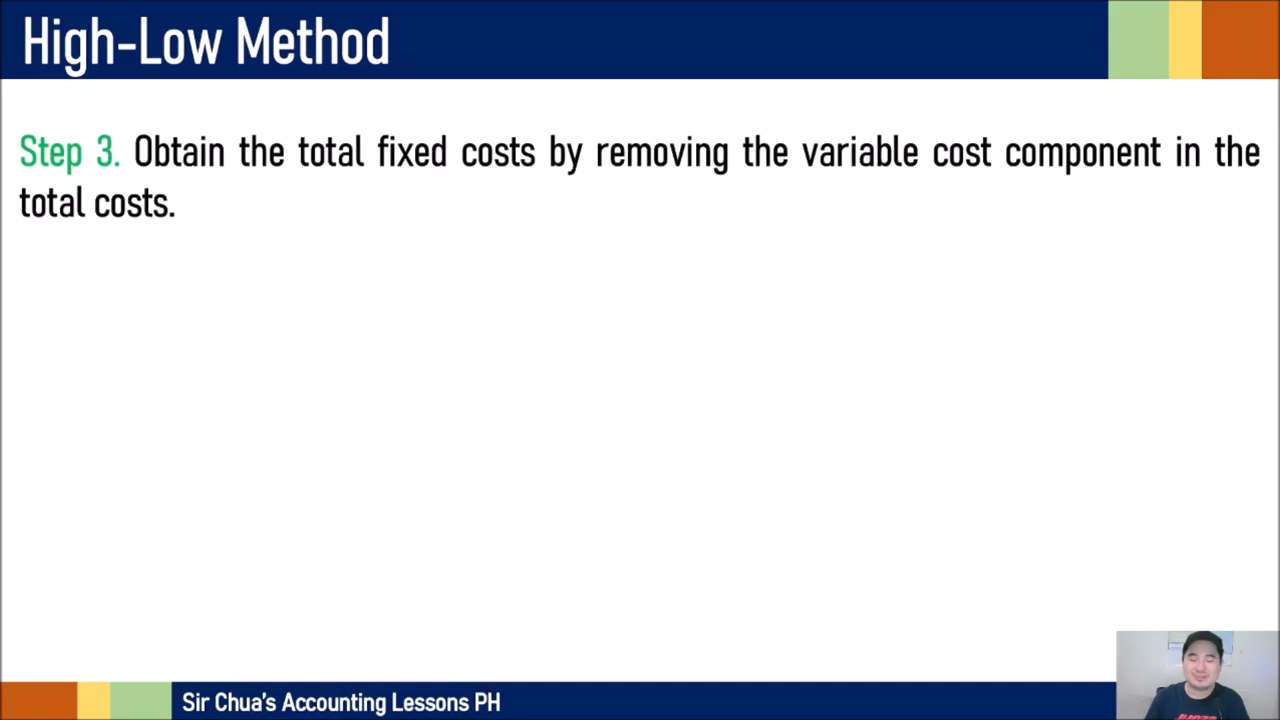 High-Low Method
Step 3. Obtain the total fixed costs by removing the variable cost component in the
total costs.
Sir Chua's Accounting Lessons PH